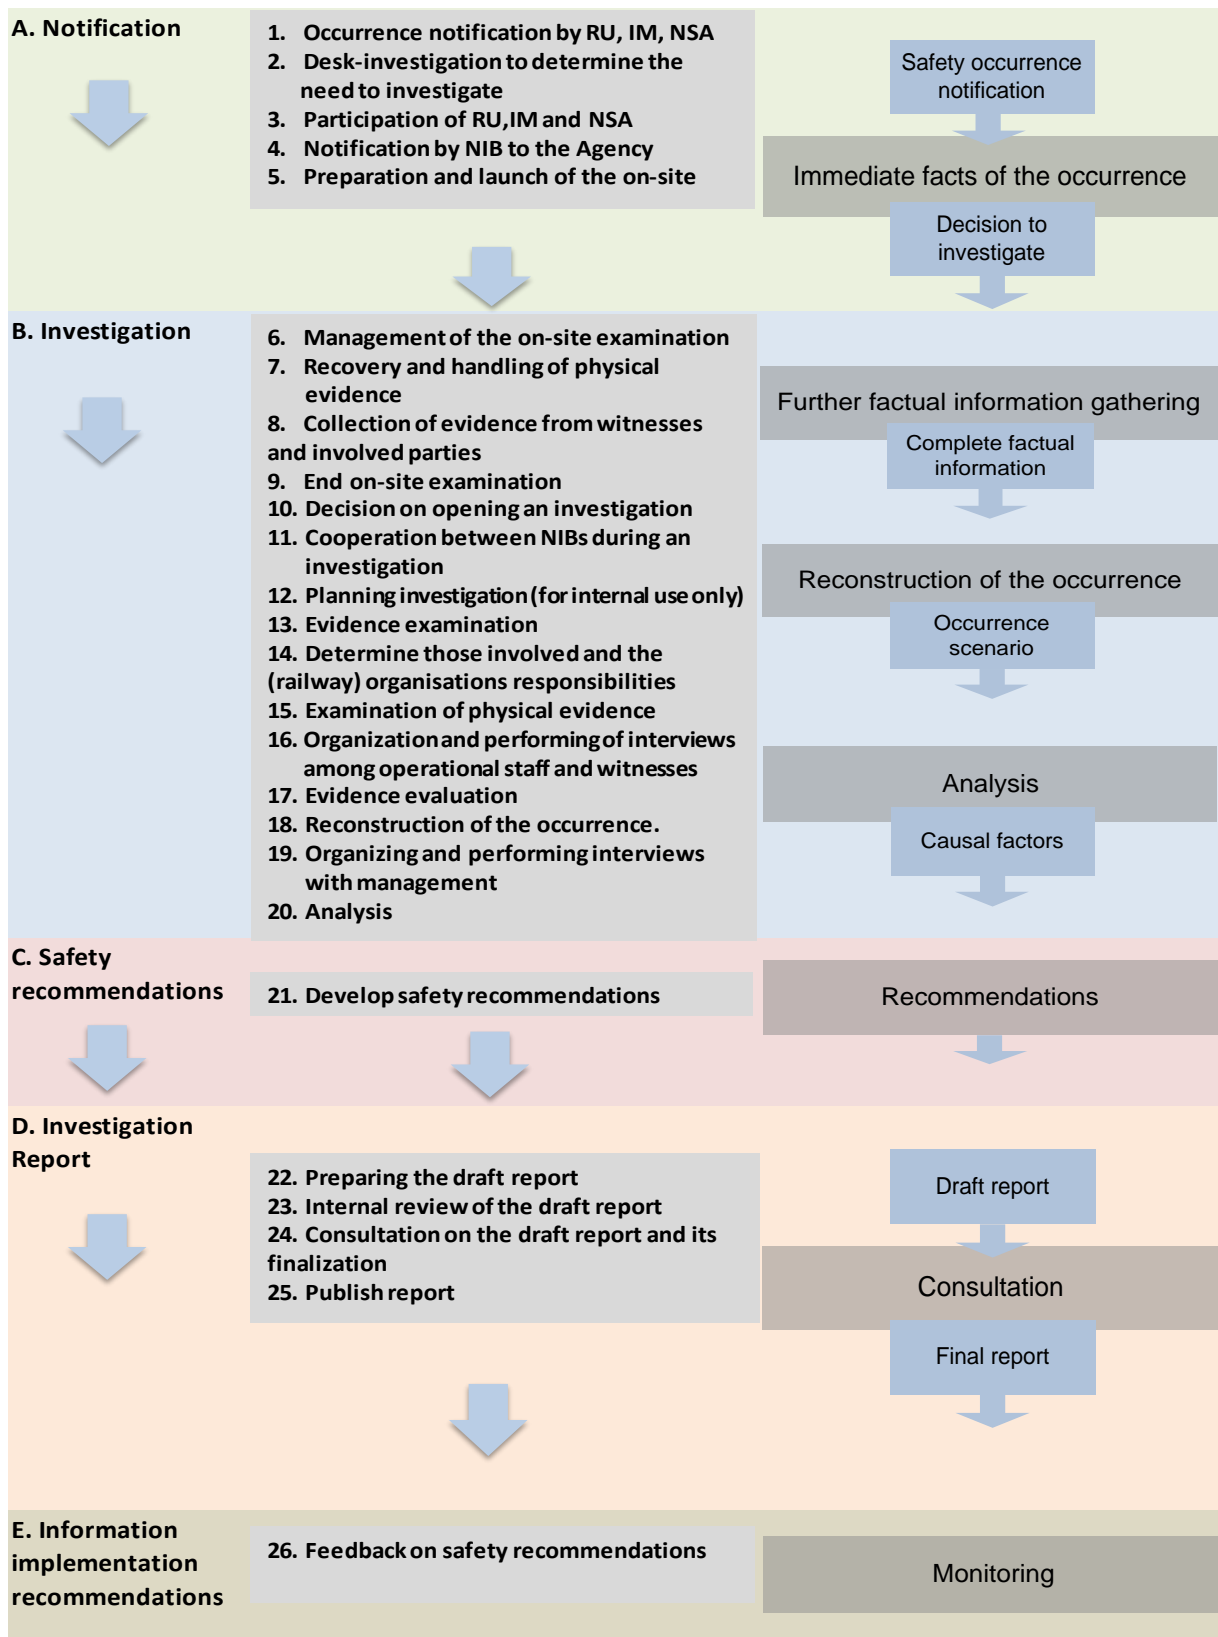 A. Notification
1. Occurrence notification by RU, IM, NSA
2. Desk-investigation to determine the
need to investigate
3. Participation of RU,IM and NSA
4. Notification by NIB to the Agency
5. Preparation and launch of the on-site
Safety occurrence
notification
Immediate facts of the occurrence
Decision to
investigate
B. Investigation
6. Management of the on-site examination
7. Recovery and handling of physical
evidence
8. Collection of evidence from witnesses
and involved parties
9. End on-site examination
10. Decision on opening an investigation
11. Cooperation between NIBs during an
investigation
12. Planning investigation (for internal use only)
13. Evidence examination
14. Determine those involved and the
(railway) organisations responsibilities
15. Examination of physical evidence
16. Organization and performing of interviews
among operational staff and witnesses
17. Evidence evaluation
18. Reconstruction of the occurrence.
19. Organizing and performing interviews
with management
20. Analysis
Further factual information gathering
Complete factual
information
Reconstruction of the occurrence
Occurrence
scenario
Analysis
Causal factors
C. Safety
recommendations
21. Develop safety recommendations
Recommendations
D. Investigation
Report
22. Preparing the draft report
23. Internal review of the draft report
24. Consultation on the draft report and its
finalization
25. Publish report
Draft report
Consultation
Final report
E. Information
implementation
recommendations
26. Feedback on safety recommendations
Monitoring